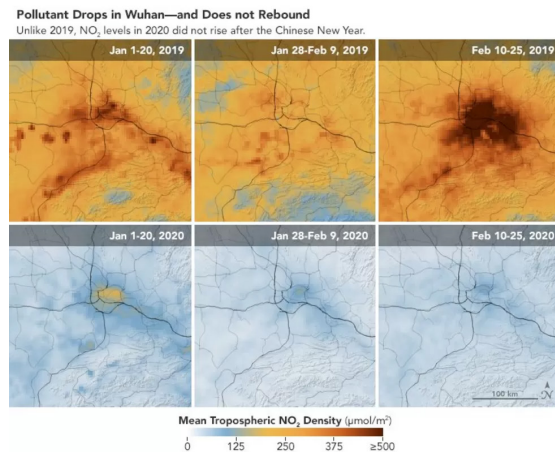 Pollutant Drops in Wuhan—and Does not Rebound
Unlike 2019, NO₂ levels in 2020 did not rise after the Chinese New Year.
Jan 1-20, 2019
Jan 28-Feb 9, 2019
Feb 10-25, 2019
Jan 1-20, 2020
Jan 28-Feb 9, 2020
Feb 10-25, 2020
100 km
N
Mean Tropospheric NO₂ Density (μmol/m²)
0 125 250 375 ≥500